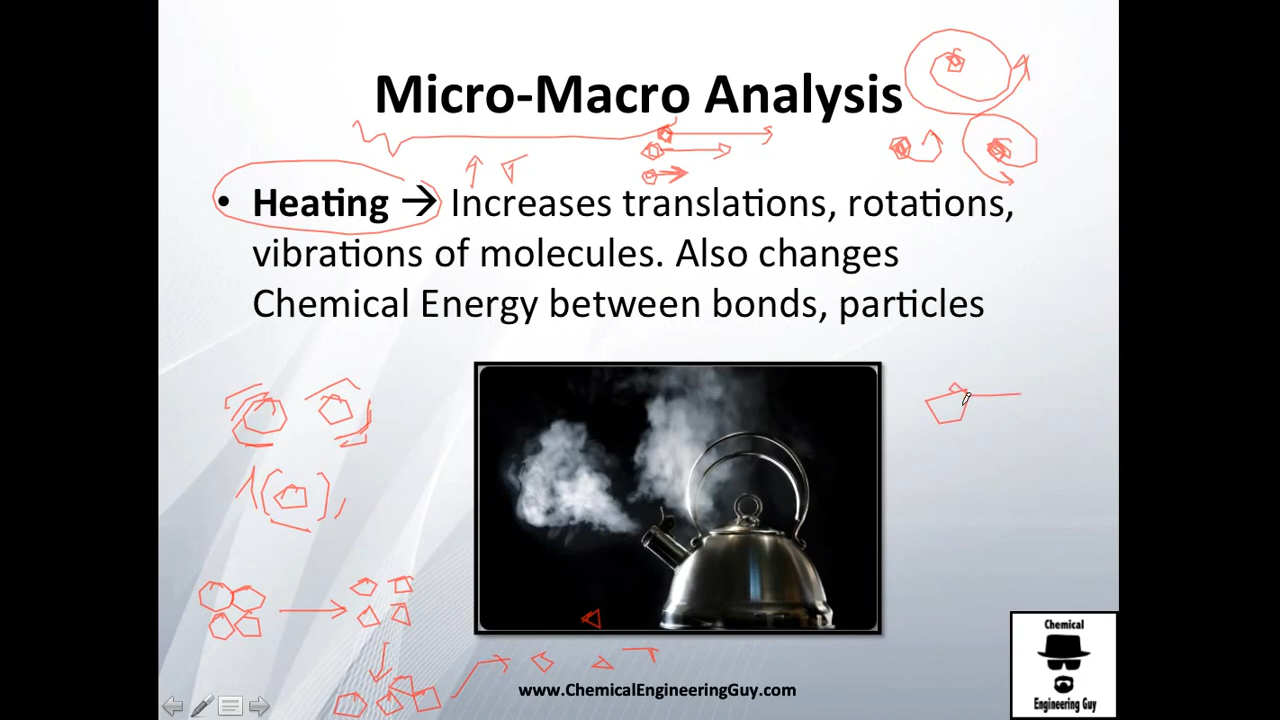 Micro-Macro Analysis
• Heating → Increases translations, rotations,
vibrations of molecules. Also changes
Chemical Energy between bonds, particles
www.ChemicalEngineeringGuy.com
Chemical
Engineering Guy